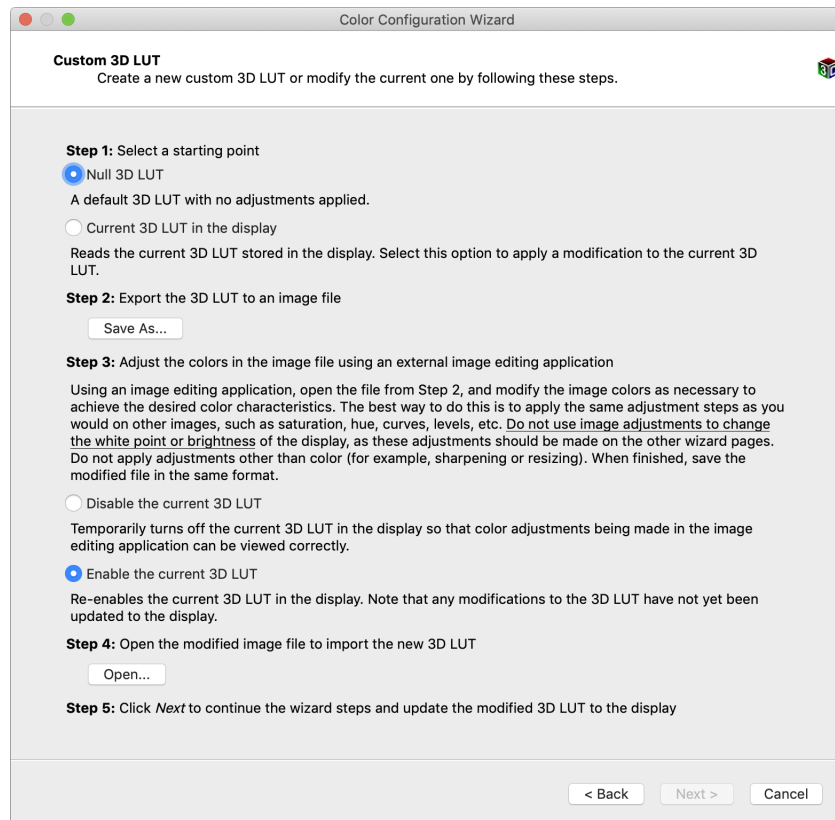 Color Configuration Wizard
Custom 3D LUT
Create a new custom 3D LUT or modify the current one by following these steps.
Step 1: Select a starting point
Null 3D LUT
A default 3D LUT with no adjustments applied.
Current 3D LUT in the display
Reads the current 3D LUT stored in the display. Select this option to apply a modification to the current 3D
LUT.
Step 2: Export the 3D LUT to an image file
Save As...
Step 3: Adjust the colors in the image file using an external image editing application
Using an image editing application, open the file from Step 2, and modify the image colors as necessary to
achieve the desired color characteristics. The best way to do this is to apply the same adjustment steps as you
would on other images, such as saturation, hue, curves, levels, etc. Do not use image adjustments to change
the white point or brightness of the display, as these adjustments should be made on the other wizard pages.
Do not apply adjustments other than color (for example, sharpening or resizing). When finished, save the
modified file in the same format.
Disable the current 3D LUT
Temporarily turns off the current 3D LUT in the display so that color adjustments being made in the image
editing application can be viewed correctly.
Enable the current 3D LUT
Re-enables the current 3D LUT in the display. Note that any modifications to the 3D LUT have not yet been
updated to the display.
Step 4: Open the modified image file to import the new 3D LUT
Open...
Step 5: Click Next to continue the wizard steps and update the modified 3D LUT to the display
< Back
Next >
Cancel